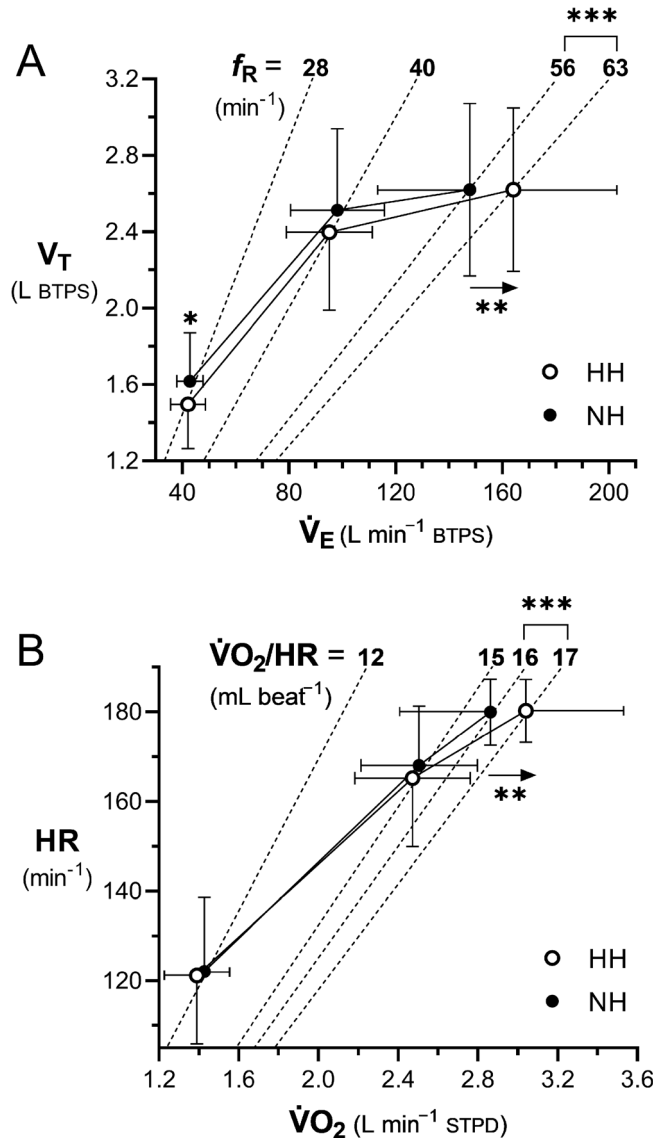 ***
A
f_R = 28 40 56 63
(min⁻¹)
3.2
2.8
2.4
2.0
1.6
1.2
V_T
(L BTPS)
*
**
HH
NH
40 80 120 160 200
V̇_E (L min⁻¹ BTPS)
***
B
V̇O₂/HR = 12 15 16 17
(mL beat⁻¹)
180
160
140
120
HR
(min⁻¹)
**
HH
NH
1.2 1.6 2.0 2.4 2.8 3.2 3.6
V̇O₂ (L min⁻¹ STPD)